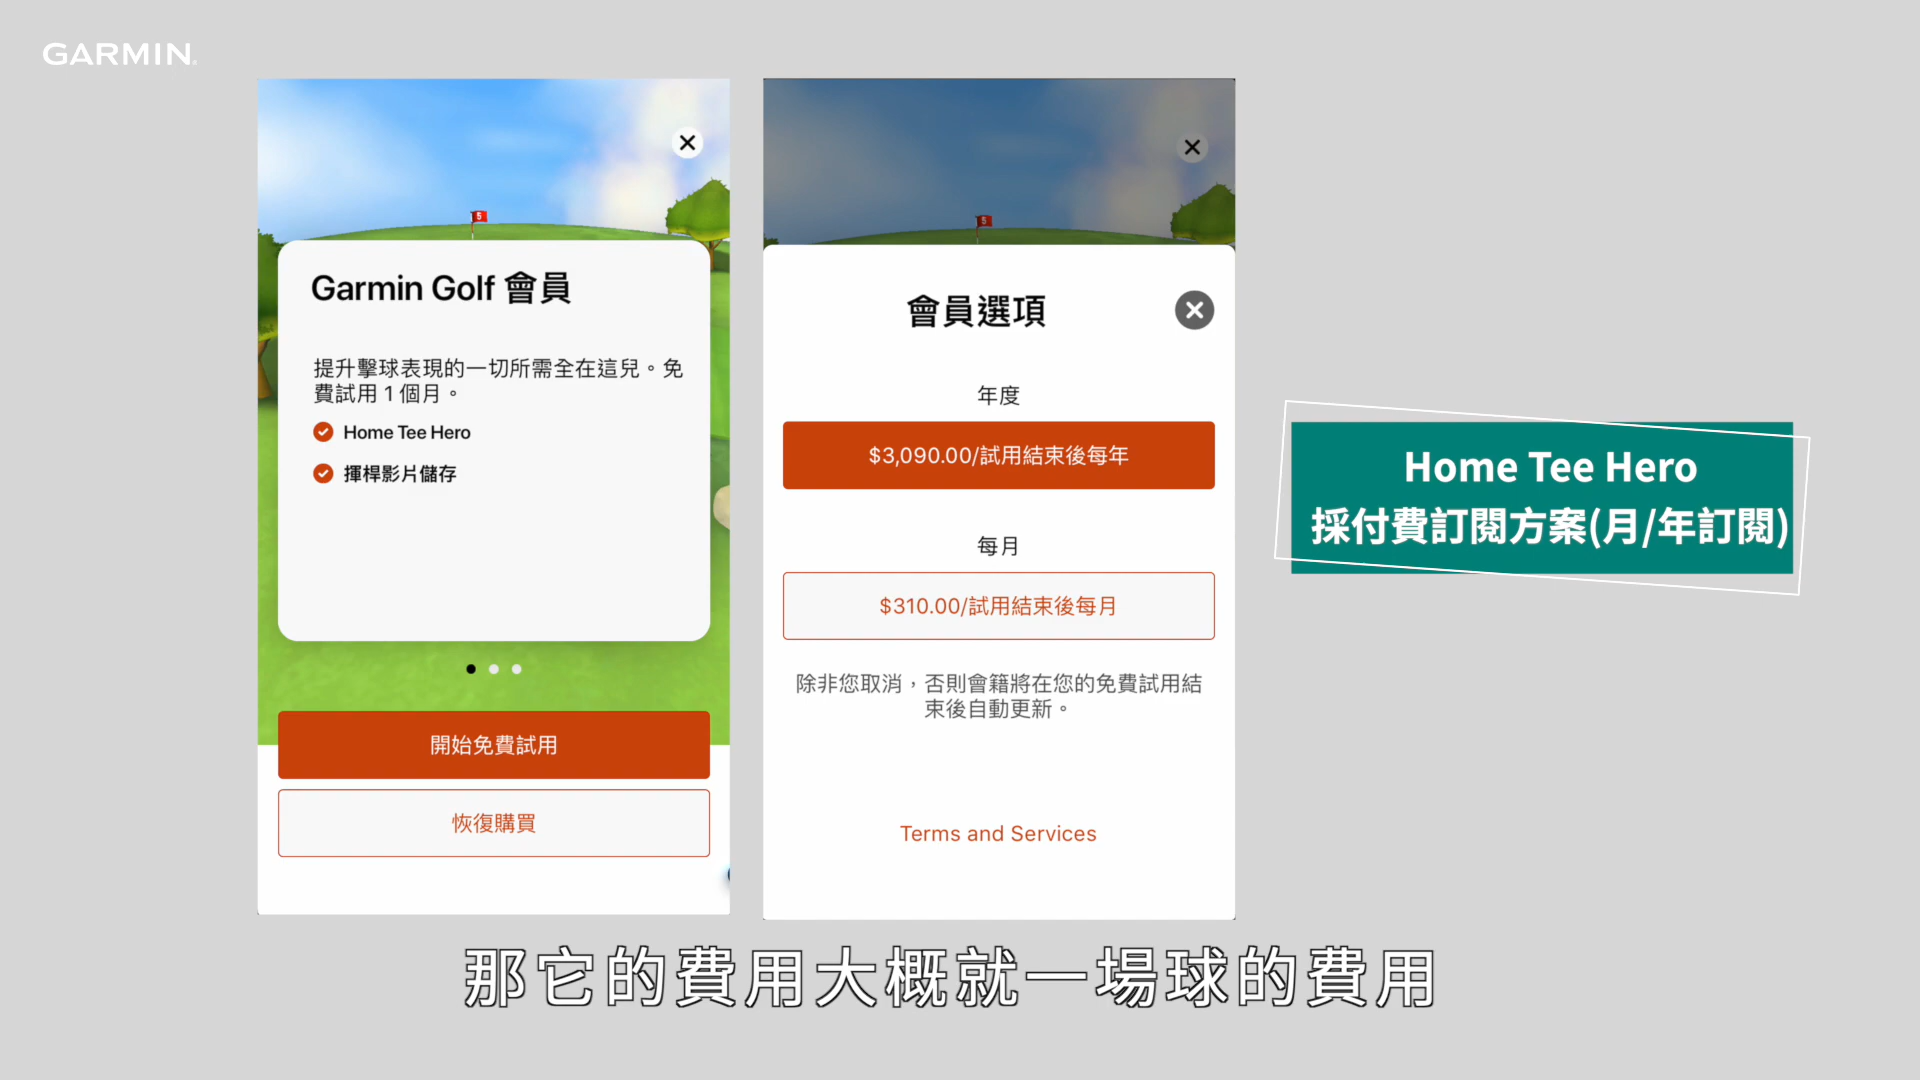 GARMIN
5
Garmin Golf 會員
提升擊球表現的一切所需全在這兒。免
費試用 1 個月。
Home Tee Hero
揮桿影片儲存
開始免費試用
恢復購買
5
會員選項
年度
$3,090.00/試用結束後每年
每月
$310.00/試用結束後每月
除非您取消，否則會籍將在您的免費試用結
束後自動更新。
Terms and Services
Home Tee Hero
採付費訂閱方案(月/年訂閱)
那它的費用大概就一場球的費用